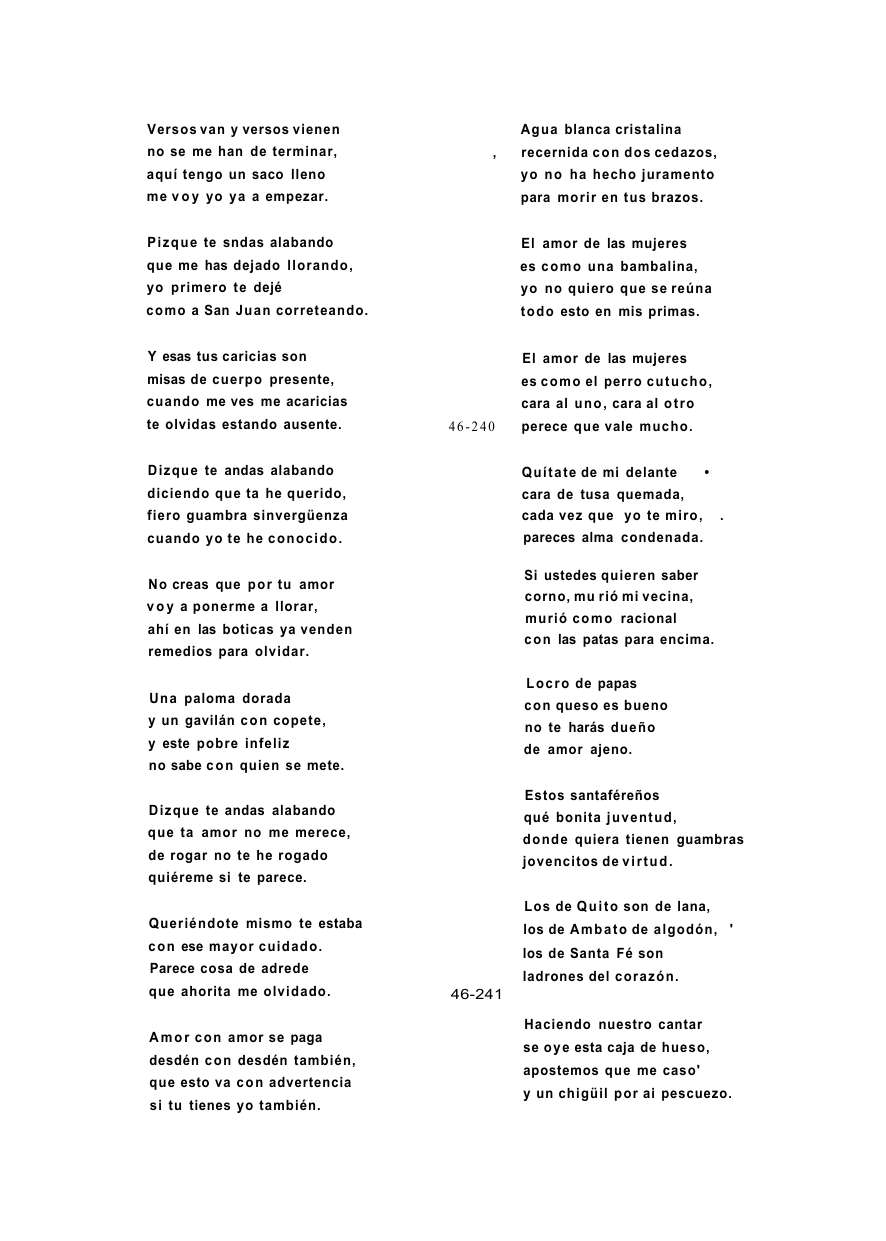 Versos van y versos vienen
no se me han de terminar,
aquí tengo un saco lleno
me voy yo ya a empezar.

Pizque te sndas alabando
que me has dejado llorando,
yo primero te dejé
como a San Juan correteando.

Y esas tus caricias son
misas de cuerpo presente,
cuando me ves me acaricias
te olvidas estando ausente.

Dizque te andas alabando
diciendo que ta he querido,
fiero guambra sinvergüenza
cuando yo te he conocido.

No creas que por tu amor
voy a ponerme a llorar,
ahí en las boticas ya venden
remedios para olvidar.

Una paloma dorada
y un gavilán con copete,
y este pobre infeliz
no sabe con quien se mete.

Dizque te andas alabando
que ta amor no me merece,
de rogar no te he rogado
quiéreme si te parece.

Queriéndote mismo te estaba
con ese mayor cuidado.
Parece cosa de adrede
que ahorita me olvidado.

Amor con amor se paga
desdén con desdén también,
que esto va con advertencia
si tu tienes yo también.

Agua blanca cristalina
, recernida con dos cedazos,
yo no ha hecho juramento
para morir en tus brazos.

El amor de las mujeres
es como una bambalina,
yo no quiero que se reúna
todo esto en mis primas.

El amor de las mujeres
es como el perro cutucho,
cara al uno, cara al otro
46-240 perece que vale mucho.

Quítate de mi delante •
cara de tusa quemada,
cada vez que yo te miro, .
pareces alma condenada.

Si ustedes quieren saber
corno, mu rió mi vecina,
murió como racional
con las patas para encima.

Locro de papas
con queso es bueno
no te harás dueño
de amor ajeno.

Estos santaféreños
qué bonita juventud,
donde quiera tienen guambras
jovencitos de virtud.

Los de Quito son de lana,
los de Ambato de algodón, '
los de Santa Fé son
ladrones del corazón.
46-241

Haciendo nuestro cantar
se oye esta caja de hueso,
apostemos que me caso'
y un chigüil por ai pescuezo.